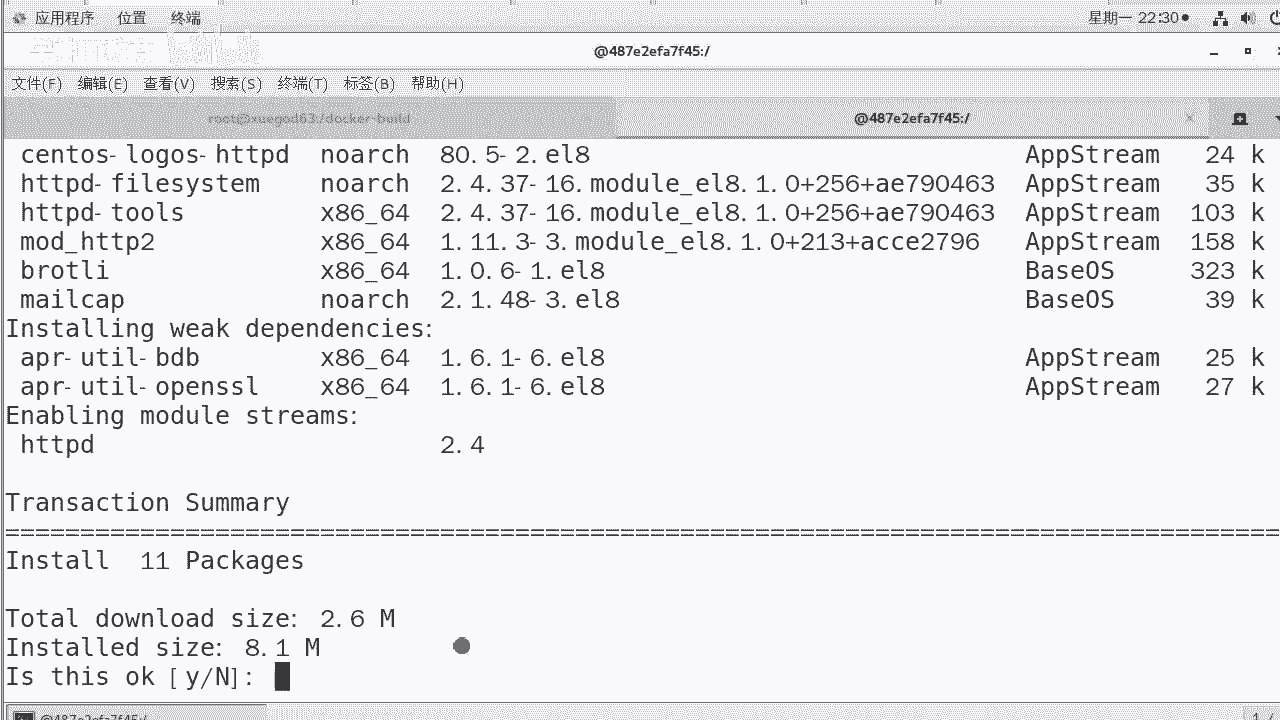 应用程序 位置 终端 星期一 22:30
@487e2efa7f45:/
文件(F) 编辑(E) 查看(V) 搜索(S) 终端(T) 标签(B) 帮助(H)
root@xuegod63:/docker-build @487e2efa7f45:/
centos-logos-httpd noarch 80.5-2.el8 AppStream 24 k
httpd-filesystem noarch 2.4.37-16.module_el8.1.0+256+ae790463 AppStream 35 k
httpd-tools x86_64 2.4.37-16.module_el8.1.0+256+ae790463 AppStream 103 k
mod_http2 x86_64 1.11.3-3.module_el8.1.0+213+acce2796 AppStream 158 k
brotli x86_64 1.0.6-1.el8 BaseOS 323 k
mailcap noarch 2.1.48-3.el8 BaseOS 39 k
Installing weak dependencies:
apr-util-bdb x86_64 1.6.1-6.el8 AppStream 25 k
apr-util-openssl x86_64 1.6.1-6.el8 AppStream 27 k
Enabling module streams:
httpd 2.4
Transaction Summary
================================================================================
Install 11 Packages
Total download size: 2.6 M
Installed size: 8.1 M
Is this ok [y/N]:
@487e2efa7f45:/ 1 /